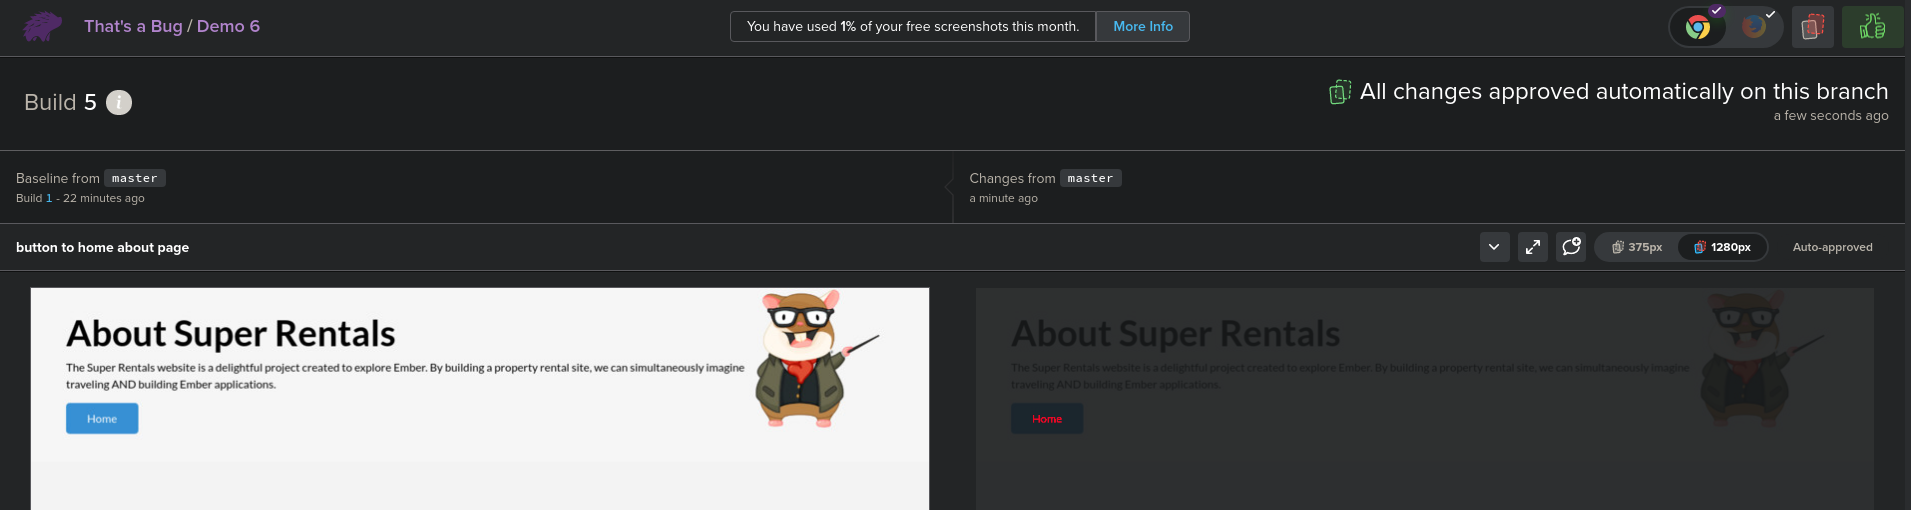 That's a Bug / Demo 6
You have used 1% of your free screenshots this month. More Info
Build 5 i
All changes approved automatically on this branch
a few seconds ago
Baseline from master
Build 1 - 22 minutes ago
Changes from master
a minute ago
button to home about page
375px 1280px Auto-approved
About Super Rentals
The Super Rentals website is a delightful project created to explore Ember. By building a property rental site, we can simultaneously imagine
traveling AND building Ember applications.
Home
About Super Rentals
The Super Rentals website is a delightful project created to explore Ember. By building a property rental site, we can simultaneously imagine
traveling AND building Ember applications.
Home